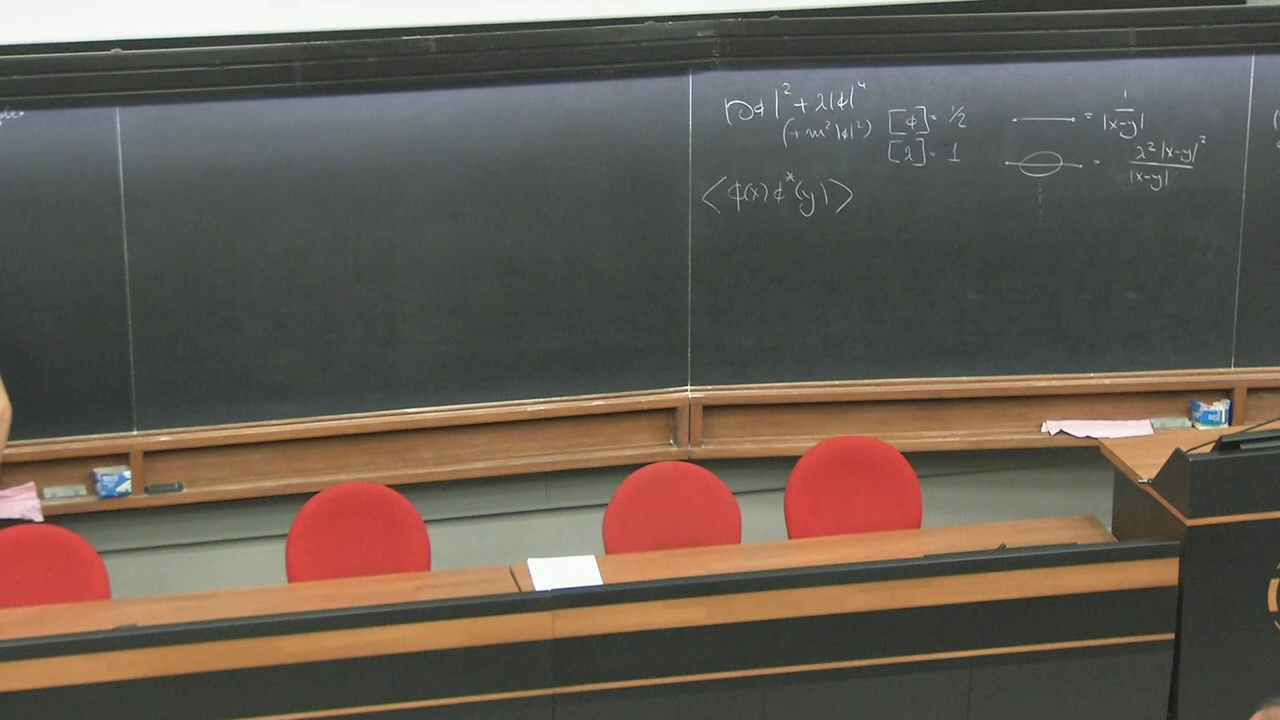 |∂φ|² + λ|φ|⁴
(+ m²|φ|²)
[φ] = 1/2
[λ] = 1
<φ(x) φ*(y)>
= 1/|x-y|
= λ²|x-y|²/|x-y|